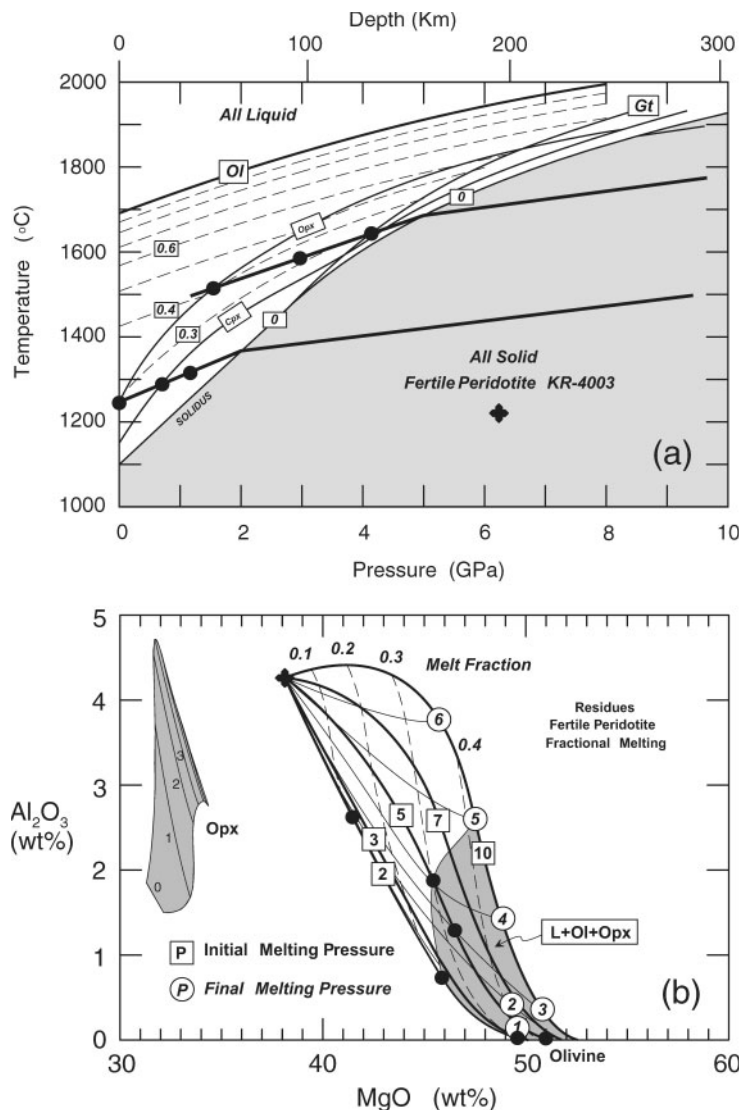 Depth (Km)
0 100 200 300
2000
1800
1600
1400
1200
1000
Temperature (°C)
All Liquid
Ol
Gt
0.6
Opx
0
0.4
Cpx
0.3
0
SOLIDUS
All Solid
Fertile Peridotite KR-4003
(a)
0 2 4 6 8 10
Pressure (GPa)
5
4
3
2
1
0
Al2O3
(wt%)
0.1 0.2 0.3
Melt Fraction
0.4
Residues
Fertile Peridotite
Fractional Melting
6
3
2
1
0
Opx
5
7
5
10
3
2
4
L+Ol+Opx
P Initial Melting Pressure
P Final Melting Pressure
2
3
1
(b)
Olivine
30 40 50 60
MgO (wt%)